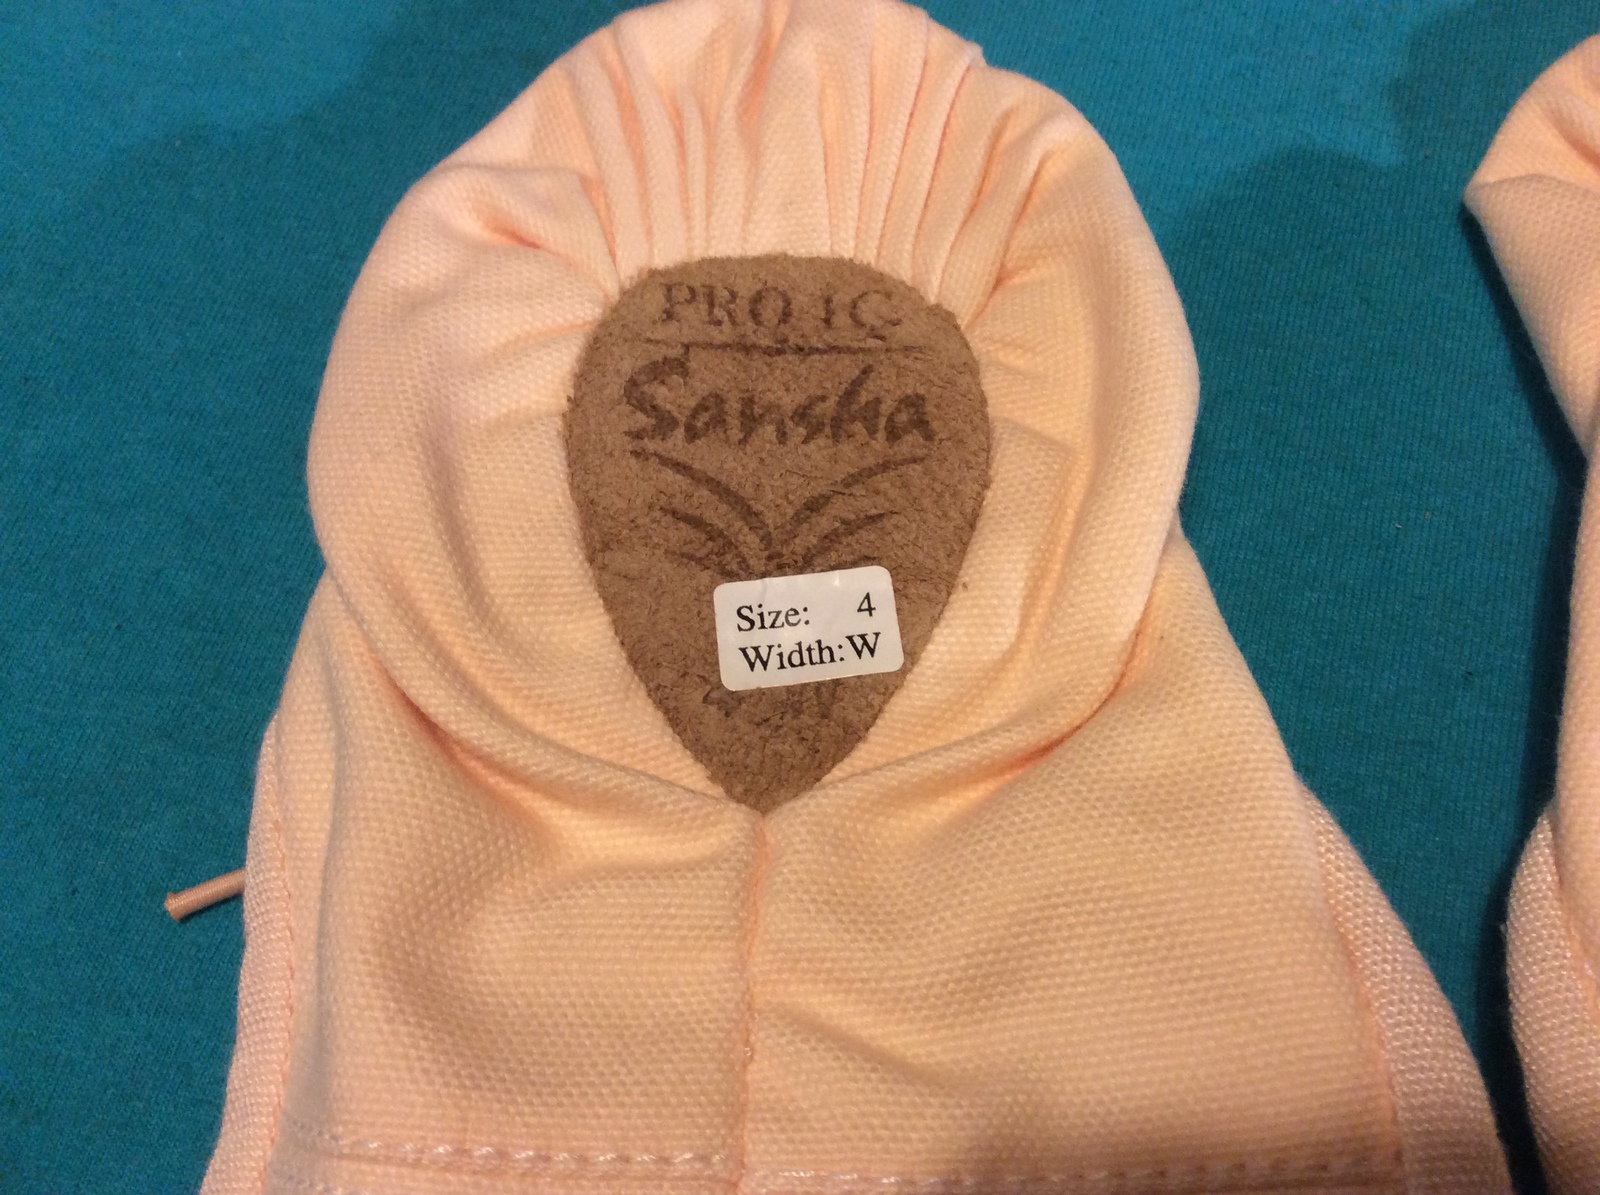 PRO 1C
Sansha
Size: 4
Width: W